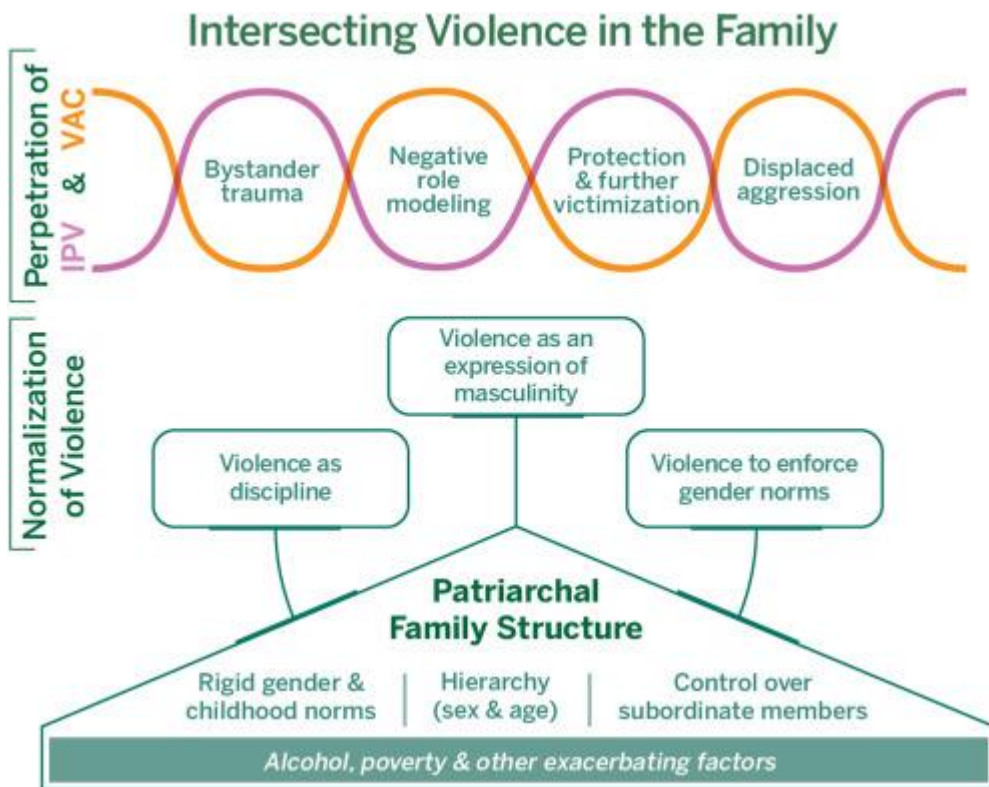 Intersecting Violence in the Family
Perpetration of
IPV & VAC
Bystander
trauma
Negative
role
modeling
Protection
& further
victimization
Displaced
aggression
Normalization
of Violence
Violence as an
expression of
masculinity
Violence as
discipline
Violence to enforce
gender norms
Patriarchal
Family Structure
Rigid gender &
childhood norms
Hierarchy
(sex & age)
Control over
subordinate members
Alcohol, poverty & other exacerbating factors